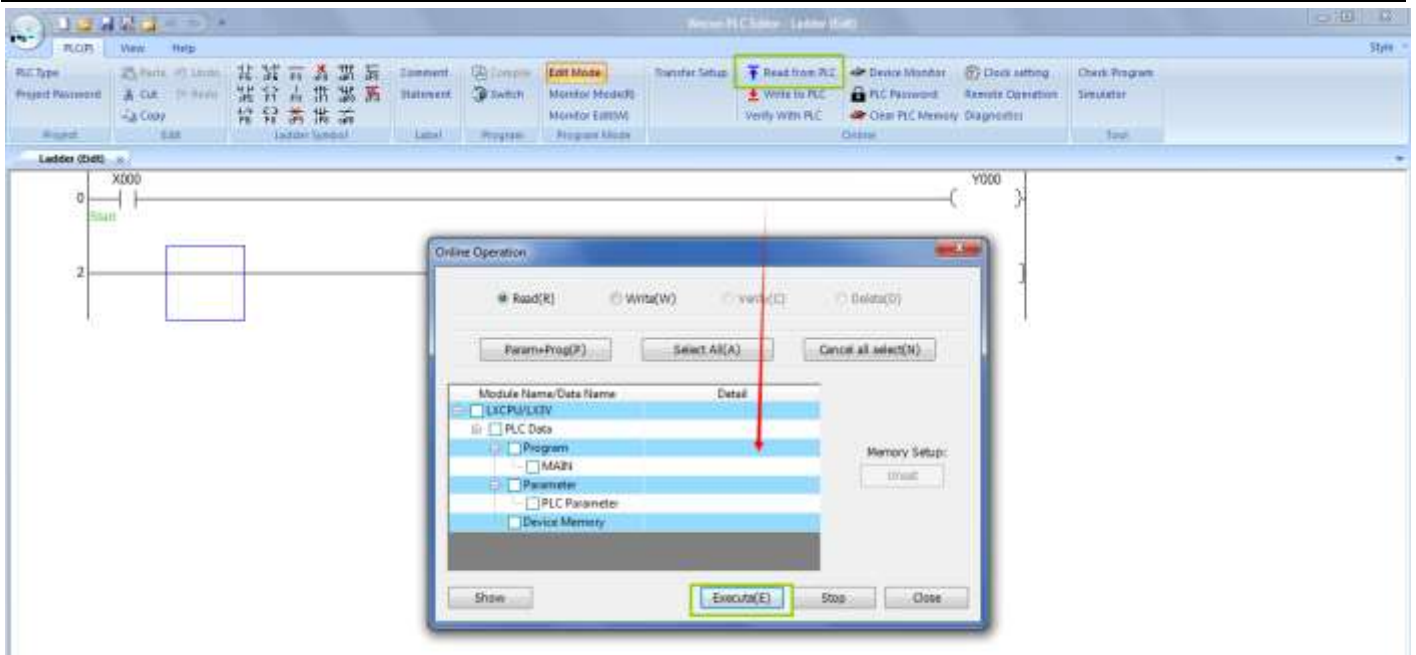 PLC Editor - Ladder (Edit)
PLC(P) View Help Style
PLC Type Paste Undo Comment Compile Edit Mode Transfer Setup Read from PLC Device Monitor Clock setting Check Program
Project Password Cut Statement Switch Monitor Mode(R) Write to PLC PLC Password Remote Operation Simulator
Copy Monitor Edit(W) Verify With PLC Clear PLC Memory Diagnostics
Project Edit Ladder Symbol Label Program Program Mode Online Tool
Ladder (Edit)
X000 Y000
0
Start
2
Online Operation
Read(R) Write(W) Verify(C) Delete(D)
Param+Prog(P) Select All(A) Cancel all select(N)
Module Name/Data Name Detail
LXCPU/LX3V
PLC Data
Program
MAIN
Parameter
PLC Parameter
Device Memory
Memory Setup:
Show Execute(E) Stop Close